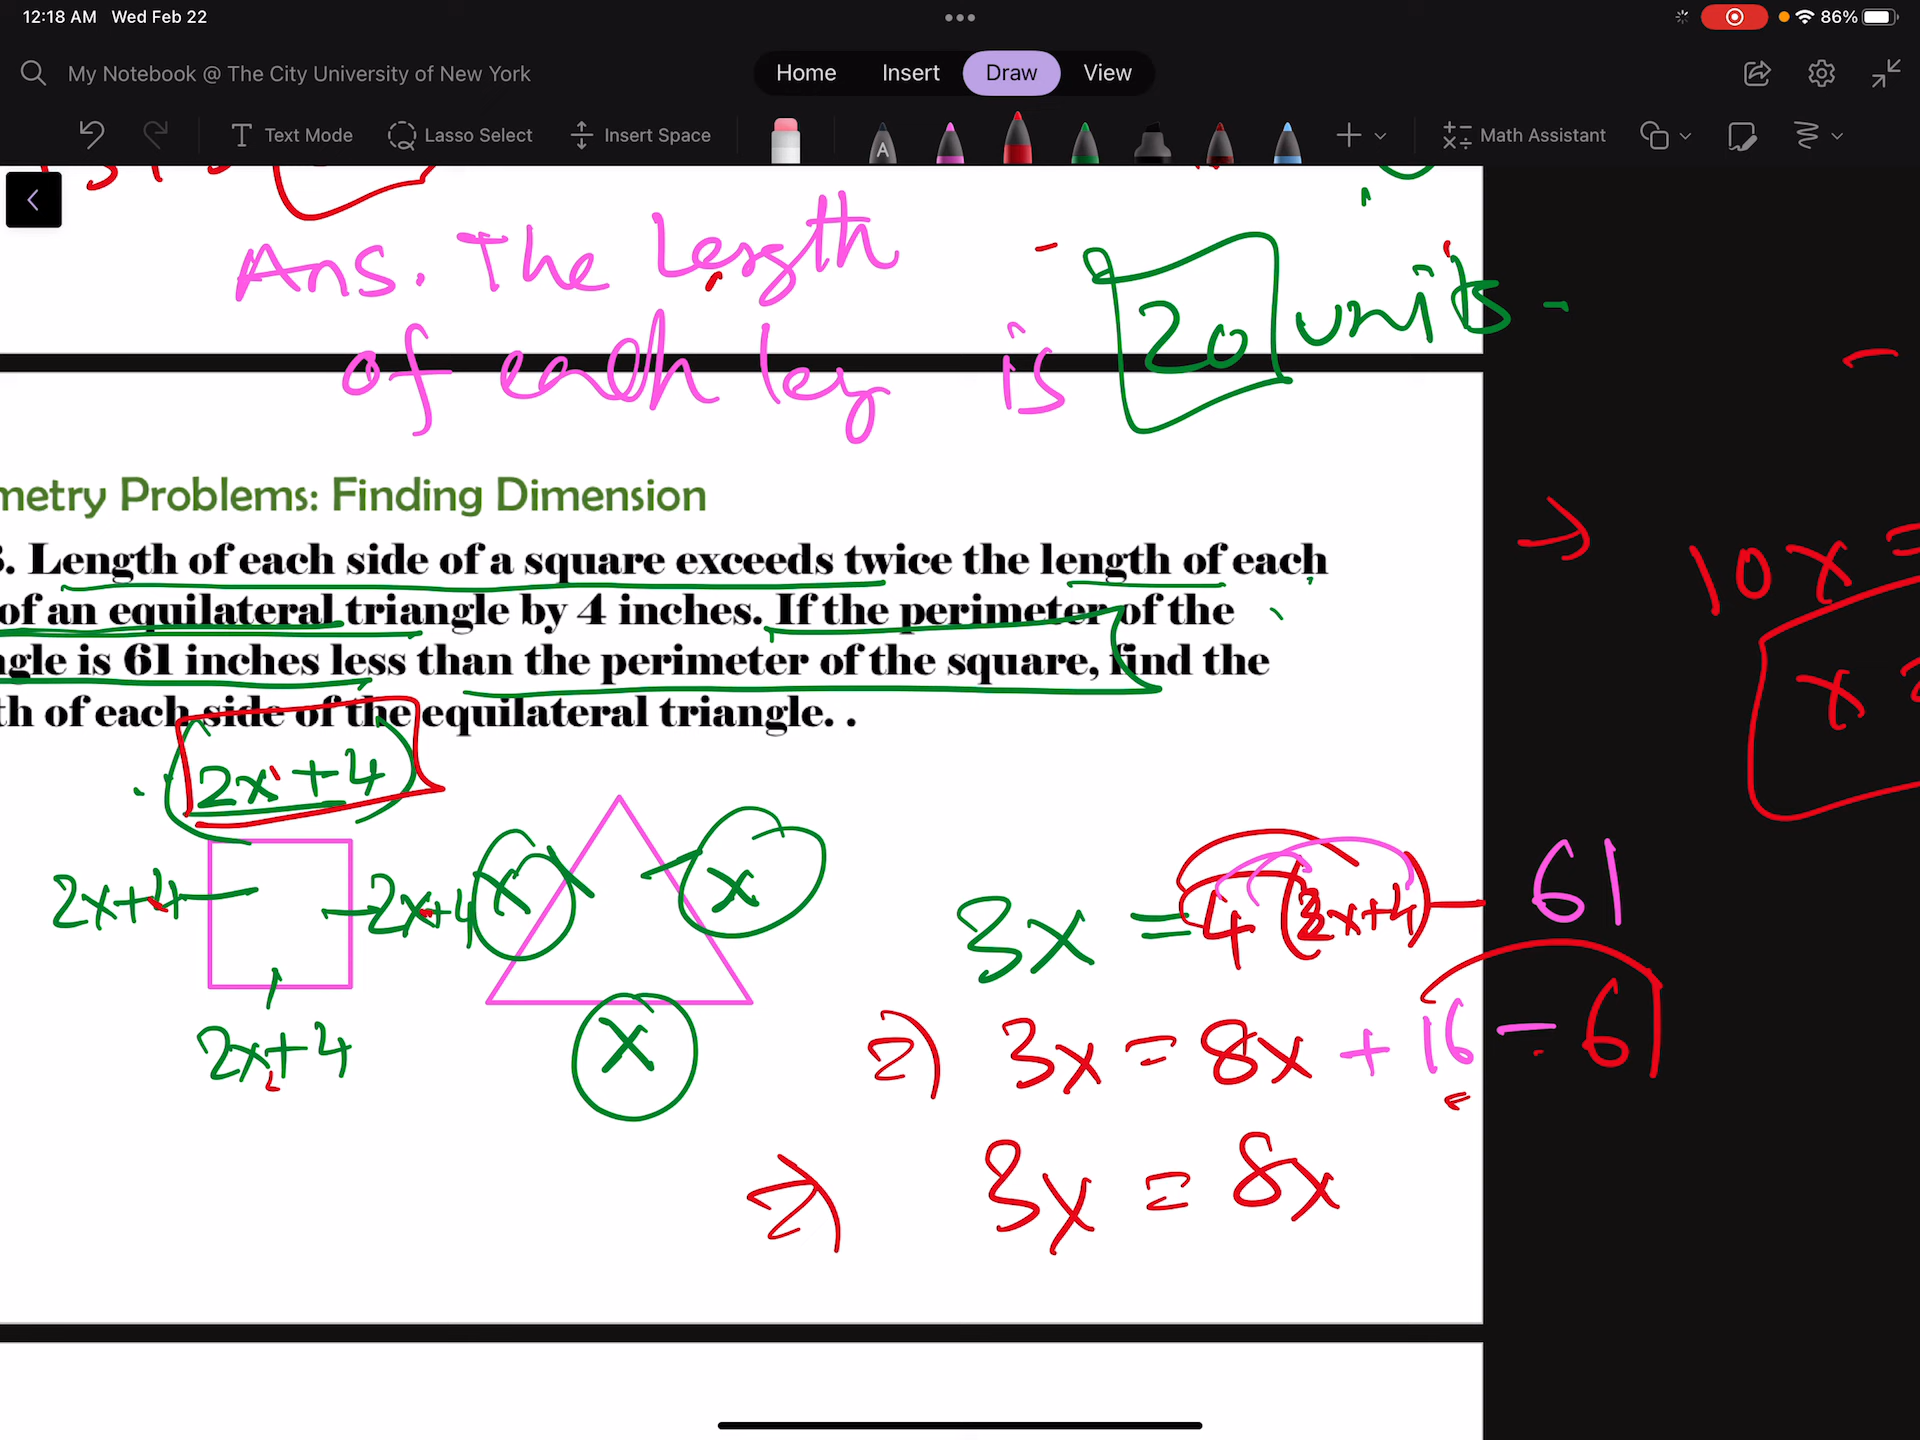 12:18 AM Wed Feb 22
86%
My Notebook @ The City University of New York
Home Insert Draw View
Text Mode Lasso Select Insert Space A Math Assistant
Ans. The Length
of each leg is 20 units
metry Problems: Finding Dimension
3. Length of each side of a square exceeds twice the length of each
of an equilateral triangle by 4 inches. If the perimeter of the
ngle is 61 inches less than the perimeter of the square, find the
th of each side of the equilateral triangle. .
10x =
x =
2x+4
2x+4 2x+4 x x
x
2x+4
3x = 4 (2x+4) - 61
3x = 8x + 16 - 61
3x = 8x